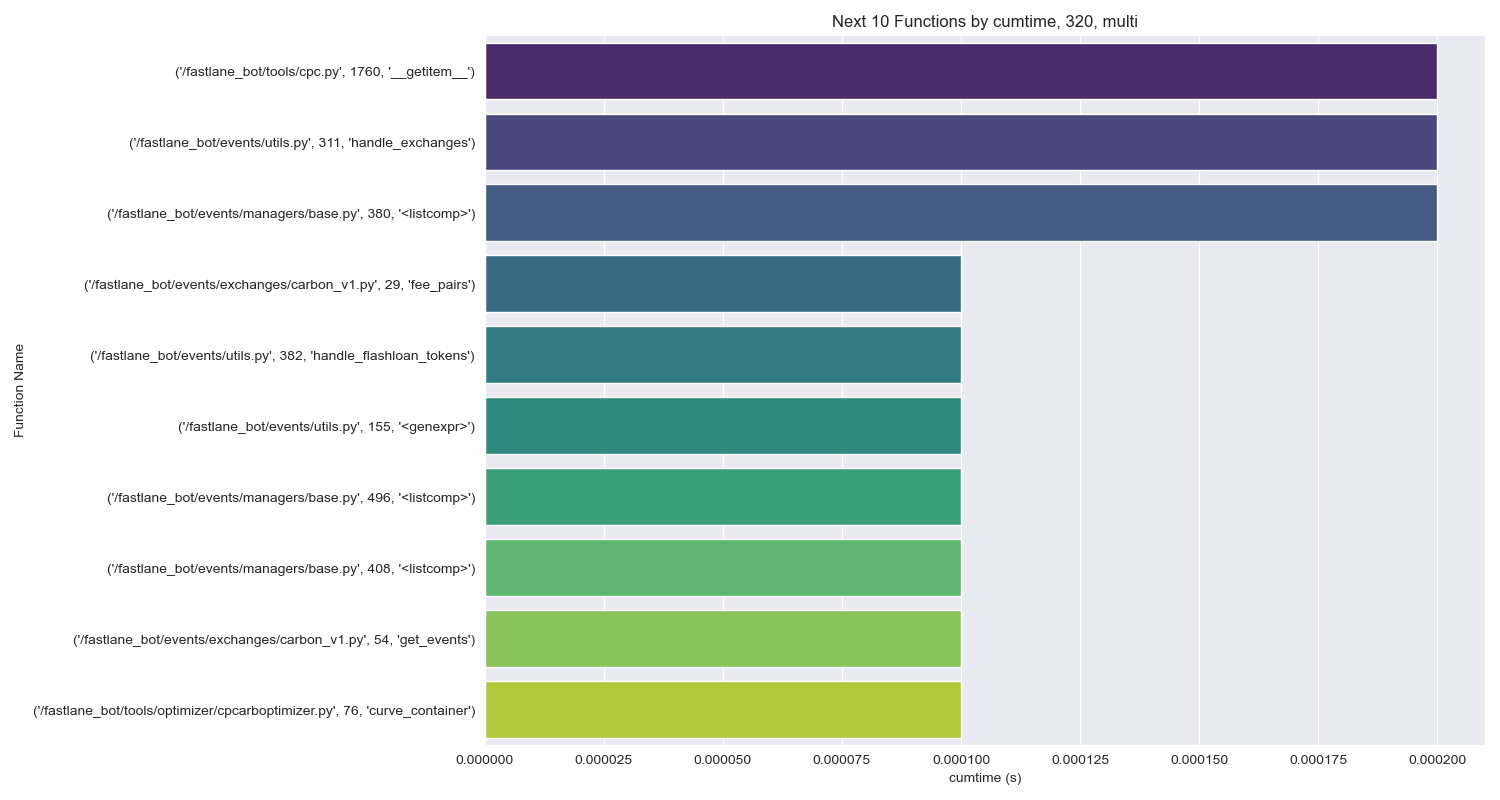 Next 10 Functions by cumtime, 320, multi
('/fastlane_bot/tools/cpc.py', 1760, '__getitem__')
('/fastlane_bot/events/utils.py', 311, 'handle_exchanges')
('/fastlane_bot/events/managers/base.py', 380, '<listcomp>')
('/fastlane_bot/events/exchanges/carbon_v1.py', 29, 'fee_pairs')
('/fastlane_bot/events/utils.py', 382, 'handle_flashloan_tokens')
('/fastlane_bot/events/utils.py', 155, '<genexpr>')
('/fastlane_bot/events/managers/base.py', 496, '<listcomp>')
('/fastlane_bot/events/managers/base.py', 408, '<listcomp>')
('/fastlane_bot/events/exchanges/carbon_v1.py', 54, 'get_events')
('/fastlane_bot/tools/optimizer/cpcarboptimizer.py', 76, 'curve_container')
Function Name
0.000000 0.000025 0.000050 0.000075 0.000100 0.000125 0.000150 0.000175 0.000200
cumtime (s)